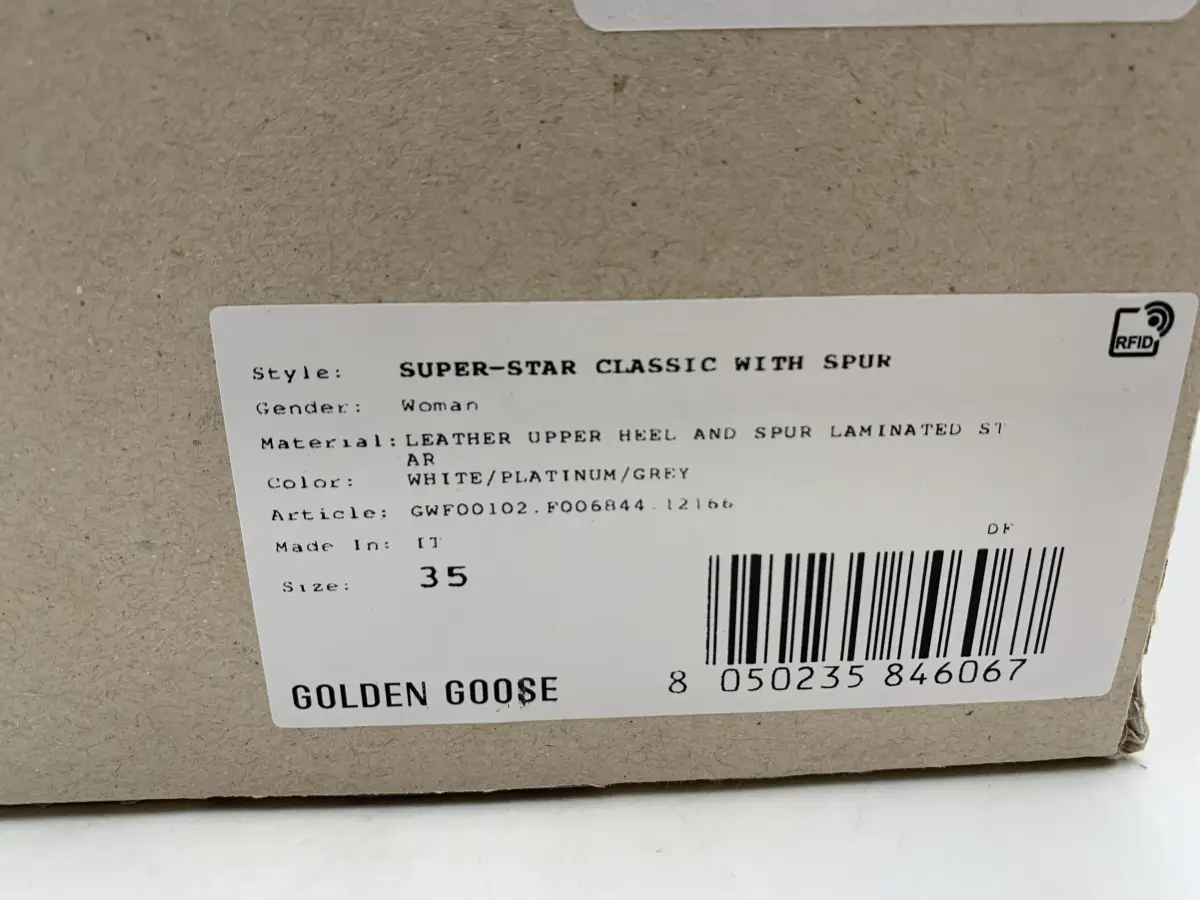 RFID
Style: SUPER-STAR CLASSIC WITH SPUR
Gender: Woman
Material: LEATHER UPPER HEEL AND SPUR LAMINATED ST
AR
Color: WHITE/PLATINUM/GREY
Article: GWF00102.F006844.12166
Made In: IT
DF
Size: 35
GOLDEN GOOSE
8 050235 846067